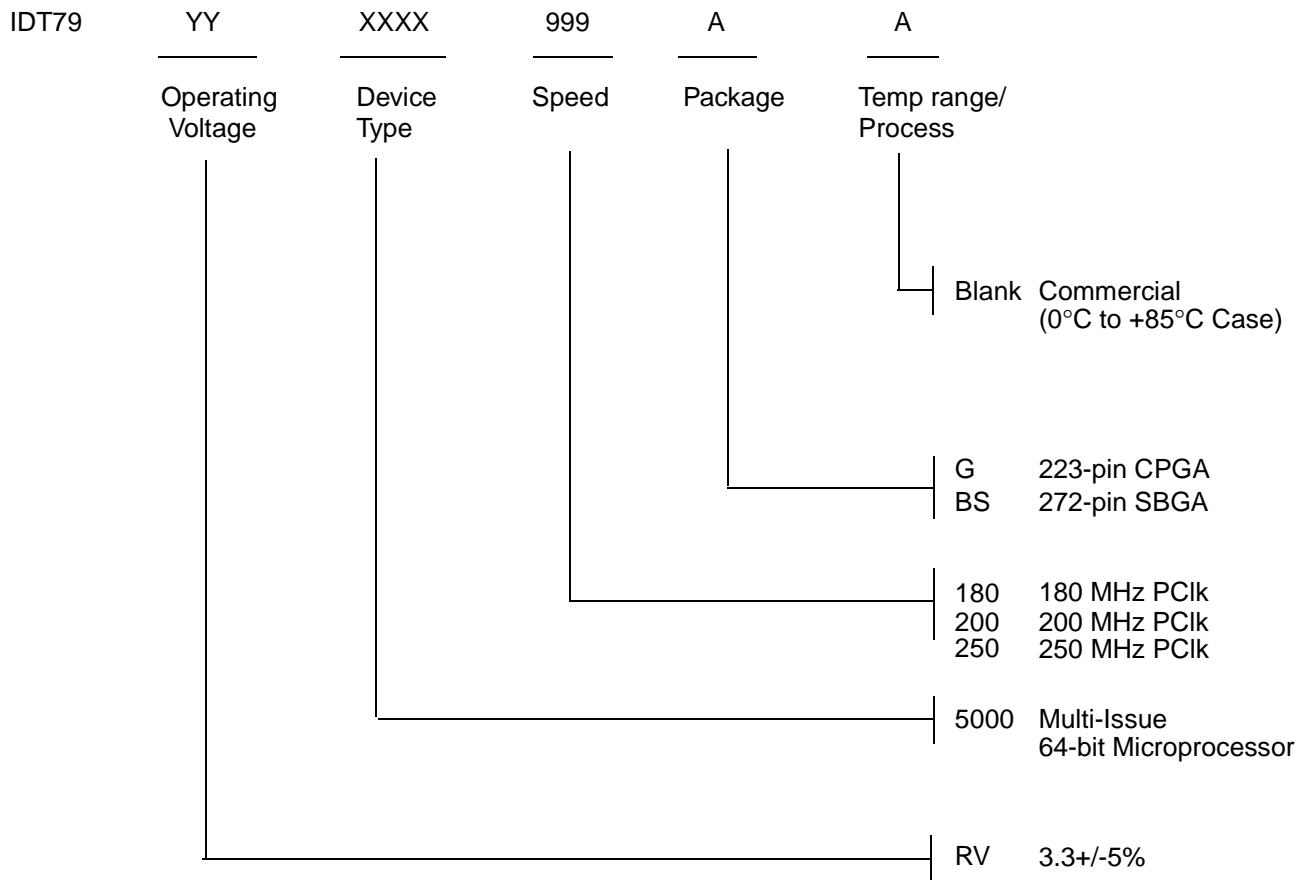 IDT79 YY XXXX 999 A A
Operating Voltage Device Type Speed Package Temp range/ Process
Blank Commercial
(0°C to +85°C Case)
G 223-pin CPGA
BS 272-pin SBGA
180 180 MHz PClk
200 200 MHz PClk
250 250 MHz PClk
5000 Multi-Issue
64-bit Microprocessor
RV 3.3+/-5%